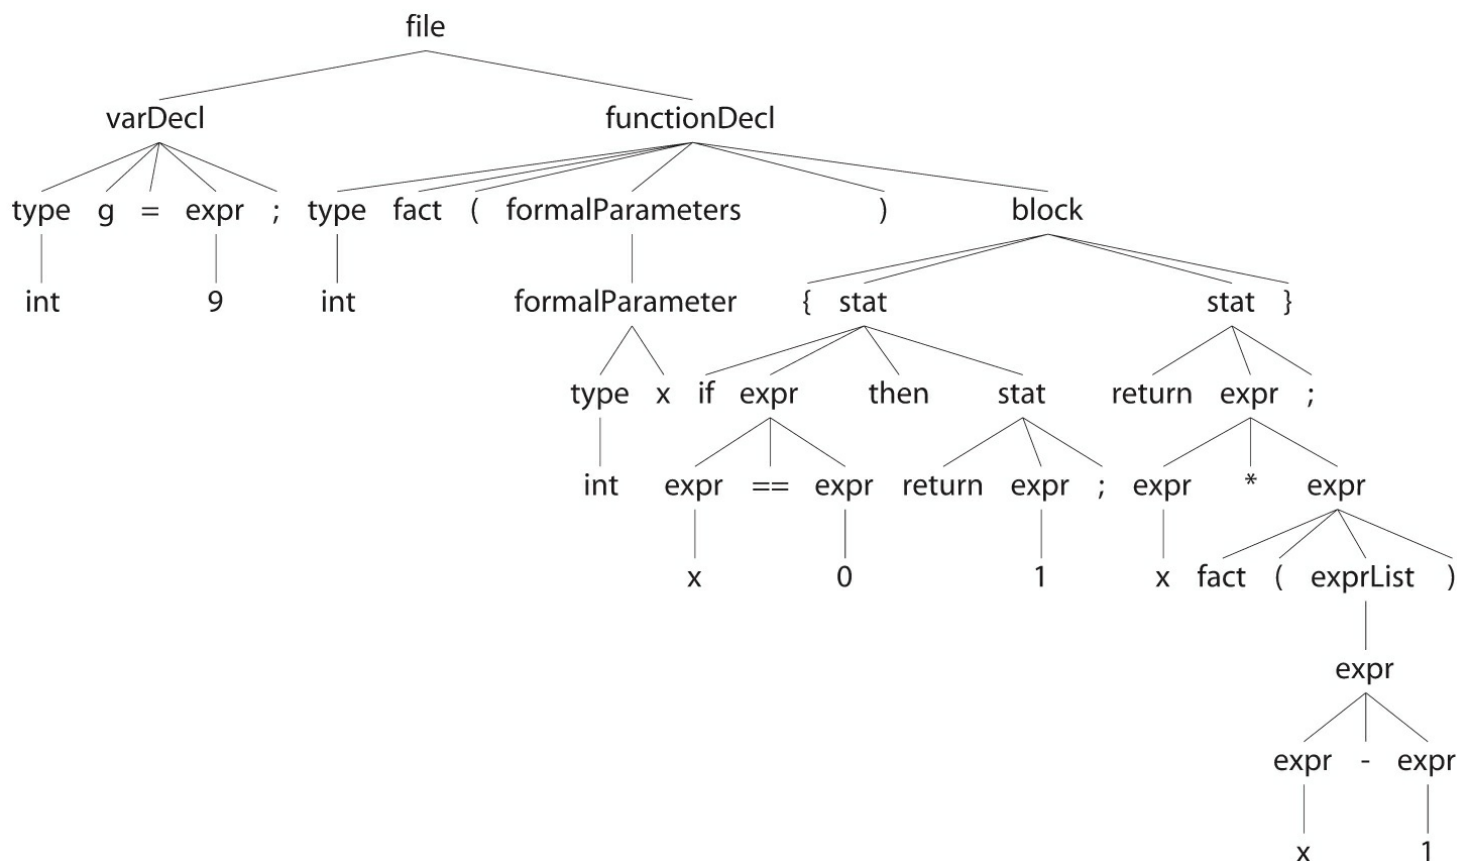 file
varDecl functionDecl
type g = expr ; type fact ( formalParameters ) block
int 9 int formalParameter { stat stat }
type x if expr then stat return expr ;
int expr == expr return expr ; expr * expr
x 0 1 x fact ( exprList )
expr
expr - expr
x 1